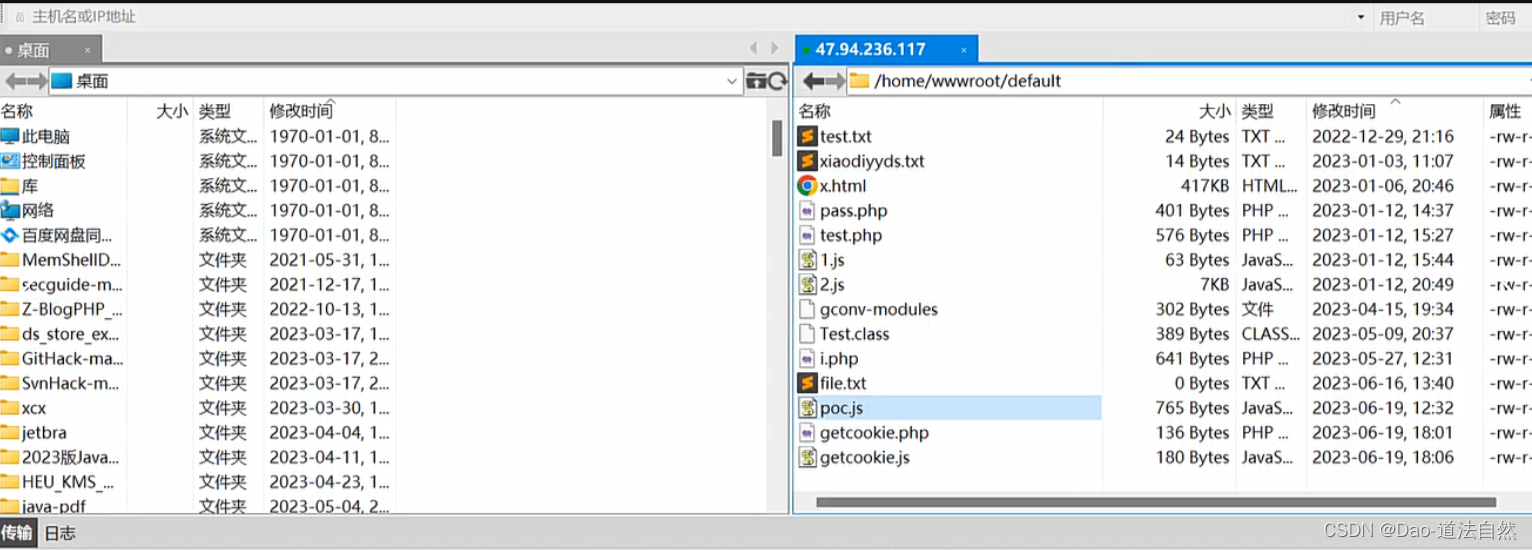 主机名或IP地址 用户名 密码
桌面 × 47.94.236.117 ×
桌面 /home/wwwroot/default
名称 大小 类型 修改时间
此电脑 系统文... 1970-01-01, 8...
控制面板 系统文... 1970-01-01, 8...
库 系统文... 1970-01-01, 8...
网络 系统文... 1970-01-01, 8...
百度网盘同... 系统文... 1970-01-01, 8...
MemShellID... 文件夹 2021-05-31, 1...
secguide-m... 文件夹 2021-12-17, 1...
Z-BlogPHP_... 文件夹 2022-10-13, 1...
ds_store_ex... 文件夹 2023-03-17, 1...
GitHack-ma... 文件夹 2023-03-17, 2...
SvnHack-m... 文件夹 2023-03-17, 2...
xcx 文件夹 2023-03-30, 1...
jetbra 文件夹 2023-04-04, 1...
2023版Java... 文件夹 2023-04-11, 1...
HEU_KMS_... 文件夹 2023-04-23, 1...
java-pdf 文件夹 2023-05-04, 2...
名称 大小 类型 修改时间 属性
test.txt 24 Bytes TXT ... 2022-12-29, 21:16 -rw-r-
xiaodiyyds.txt 14 Bytes TXT ... 2023-01-03, 11:07 -rw-r-
x.html 417KB HTML... 2023-01-06, 20:46 -rw-r-
pass.php 401 Bytes PHP ... 2023-01-12, 14:37 -rw-r-
test.php 576 Bytes PHP ... 2023-01-12, 15:27 -rw-r-
1.js 63 Bytes JavaS... 2023-01-12, 15:44 -rw-r-
2.js 7KB JavaS... 2023-01-12, 20:49 -rw-r-
gconv-modules 302 Bytes 文件 2023-04-15, 19:34 -rw-r-
Test.class 389 Bytes CLASS... 2023-05-09, 20:37 -rw-r-
i.php 641 Bytes PHP ... 2023-05-27, 12:31 -rw-r-
file.txt 0 Bytes TXT ... 2023-06-16, 13:40 -rw-r-
poc.js 765 Bytes JavaS... 2023-06-19, 12:32 -rw-r-
getcookie.php 136 Bytes PHP ... 2023-06-19, 18:01 -rw-r-
getcookie.js 180 Bytes JavaS... 2023-06-19, 18:06 -rw-r-
传输 日志
CSDN @Dao-道法自然